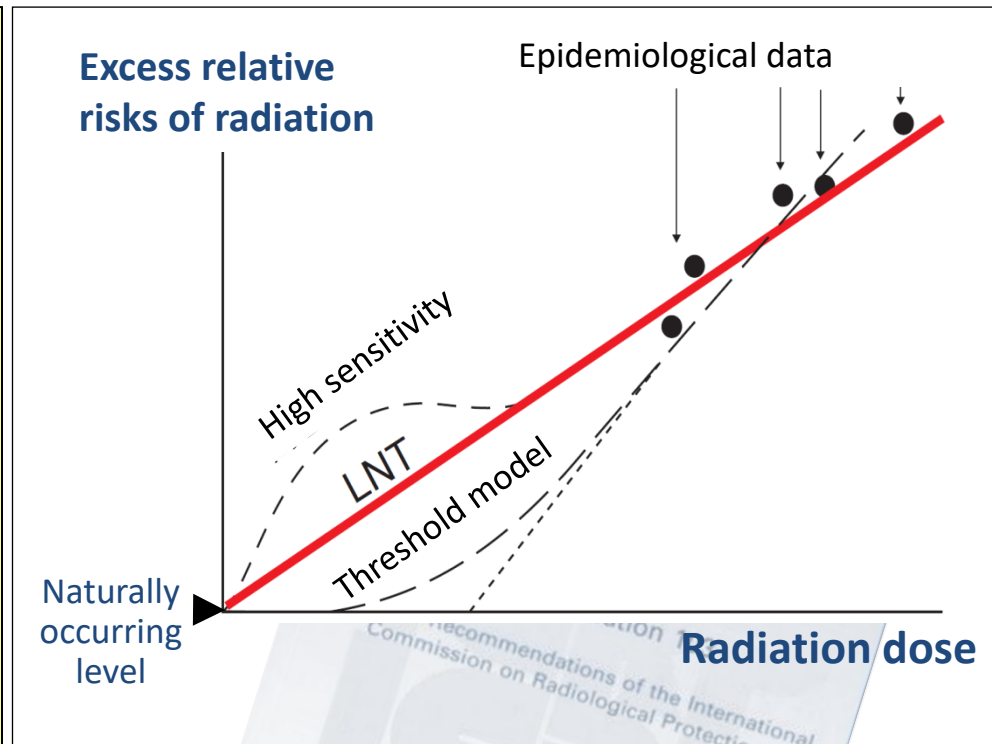 Excess relative
risks of radiation
Epidemiological data
High sensitivity
LNT
Threshold model
Naturally
occurring
level
Radiation dose
Recommendations of the International
Commission on Radiological